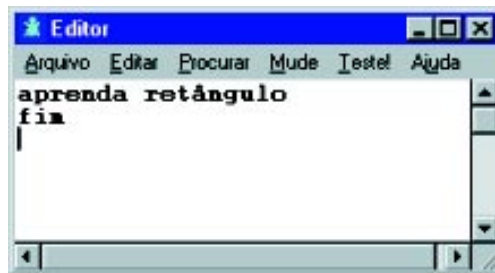 Editor
Arquivo Editar Procurar Mude Teste! Ajuda
aprenda retângulo
fim